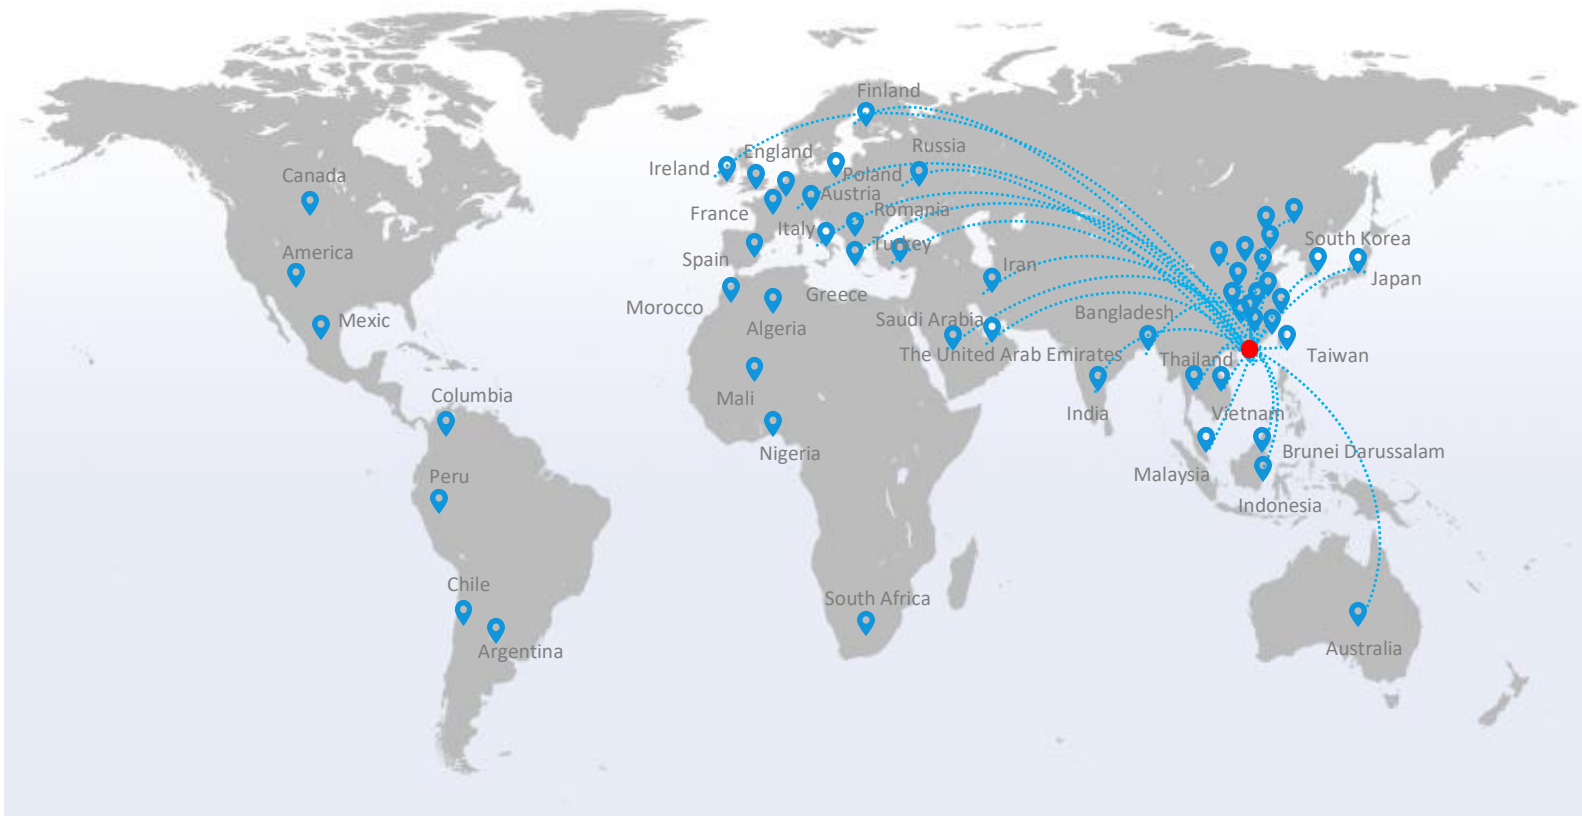 Finland
England
Russia
Ireland
Poland
Canada
Austria
France
Romania
Italy
South Korea
America
Turkey
Spain
Iran
Japan
Greece
Morocco
Bangladesh
Mexic
Saudi Arabia
Algeria
The United Arab Emirates
Thailand
Taiwan
Columbia
Mali
India
Vietnam
Nigeria
Brunei Darussalam
Peru
Malaysia
Indonesia
Chile
South Africa
Argentina
Australia